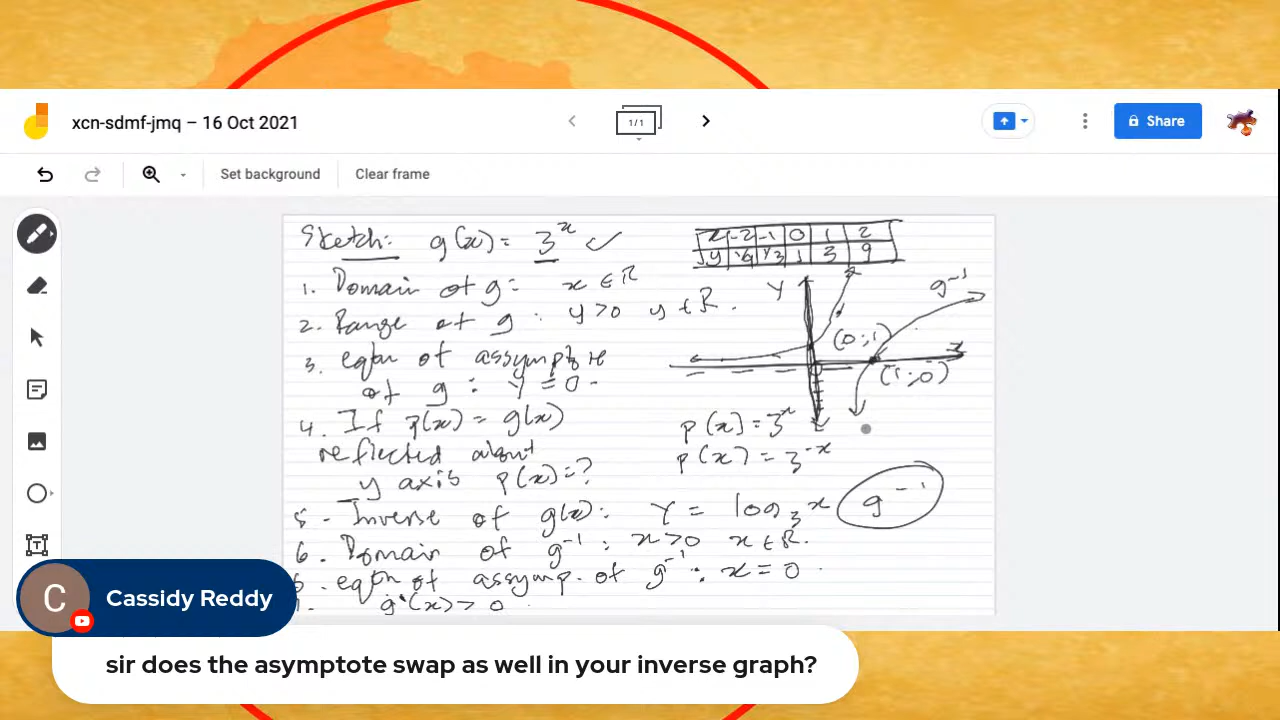 xcn-sdmf-jmq – 16 Oct 2021
1/1
Share
Set background
Clear frame
Sketch: g(x) = 3^x ✓
x -2 -1 0 1 2
y 1/9 1/3 1 3 9
1. Domain of g: x ∈ R
2. Range of g: y>0 y ∈ R.
3. eqtn of assymptote
of g: y = 0
4. If p(x) = g(x)
reflected about
y axis p(x)=?
Y
g^-1
(0;1)
x
(1;0)
p(x) = 3^x
p(x) = 3^-x
5. Inverse of g(x): y = log_3 x
g^-1
6. Domain of g^-1: x>0 x ∈ R.
eqtn of assymp. of g^-1: x = 0.
(x) > 0
C
Cassidy Reddy
sir does the asymptote swap as well in your inverse graph?